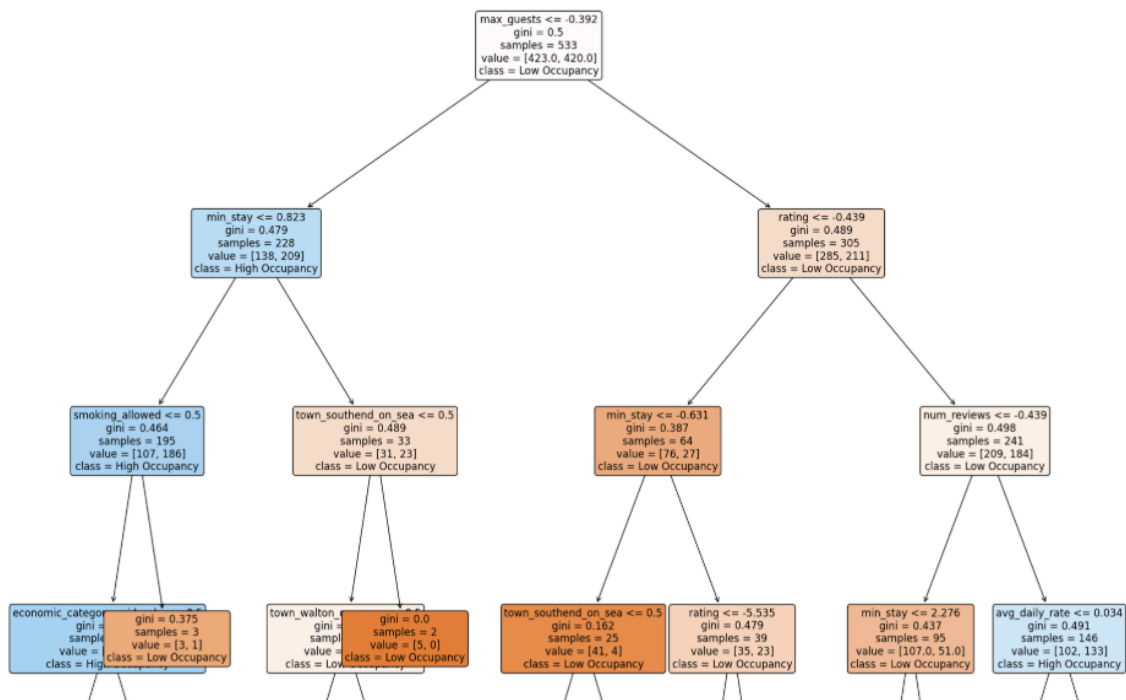 max_guests <= -0.392
gini = 0.5
samples = 533
value = [423.0, 420.0]
class = Low Occupancy
min_stay <= 0.823
gini = 0.479
samples = 228
value = [138, 209]
class = High Occupancy
rating <= -0.439
gini = 0.489
samples = 305
value = [285, 211]
class = Low Occupancy
smoking_allowed <= 0.5
gini = 0.464
samples = 195
value = [107, 186]
class = High Occupancy
town_southend_on_sea <= 0.5
gini = 0.489
samples = 33
value = [31, 23]
class = Low Occupancy
min_stay <= -0.631
gini = 0.387
samples = 64
value = [76, 27]
class = Low Occupancy
num_reviews <= -0.439
gini = 0.498
samples = 241
value = [209, 184]
class = Low Occupancy
gini =
class =
gini = 0.375
samples = 3
value = [3, 1]
class = Low Occupancy
gini =
class =
gini = 0.0
samples = 2
value = [5, 0]
class = Low Occupancy
town_southend_on_sea <= 0.5
gini = 0.162
samples = 25
value = [41, 4]
class = Low Occupancy
rating <= -5.535
gini = 0.479
samples = 39
value = [35, 23]
class = Low Occupancy
min_stay <= 2.276
gini = 0.437
samples = 95
value = [107.0, 51.0]
class = Low Occupancy
avg_daily_rate <= 0.034
gini = 0.491
samples = 146
value = [102, 133]
class = High Occupancy